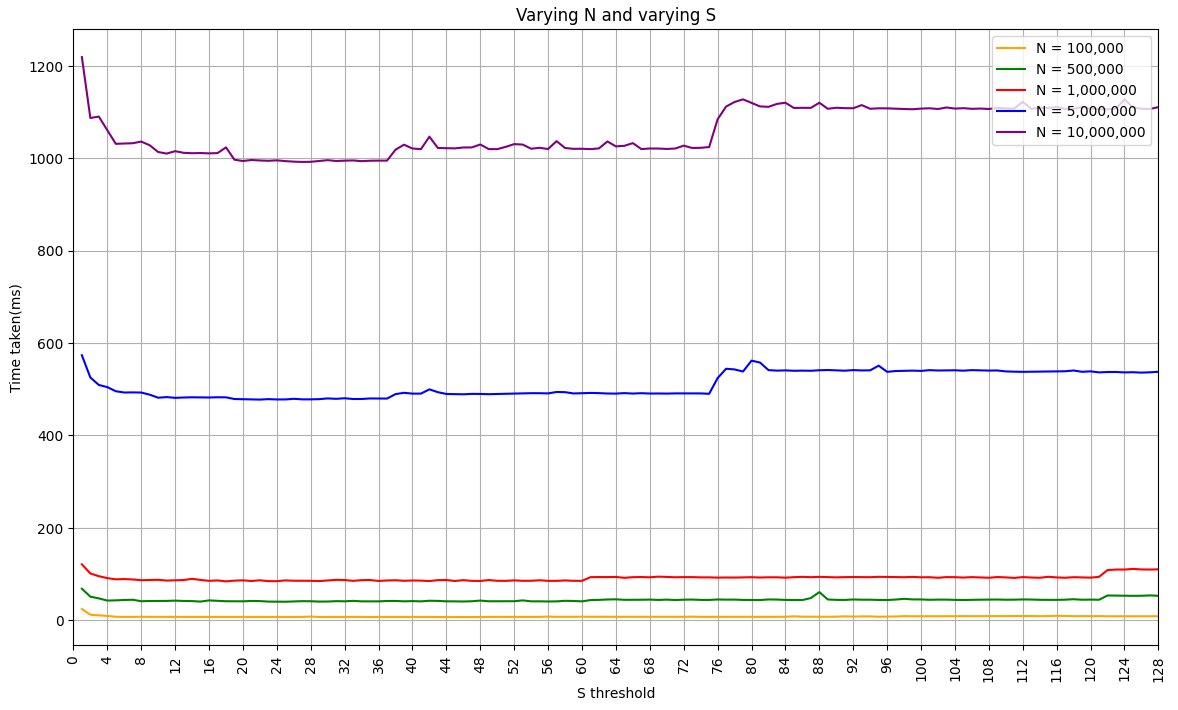 Varying N and varying S
1200
1000
800
600
400
200
0
Time taken(ms)
N = 100,000
N = 500,000
N = 1,000,000
N = 5,000,000
N = 10,000,000
0 4 8 12 16 20 24 28 32 36 40 44 48 52 56 60 64 68 72 76 80 84 88 92 96 100 104 108 112 116 120 124 128
S threshold